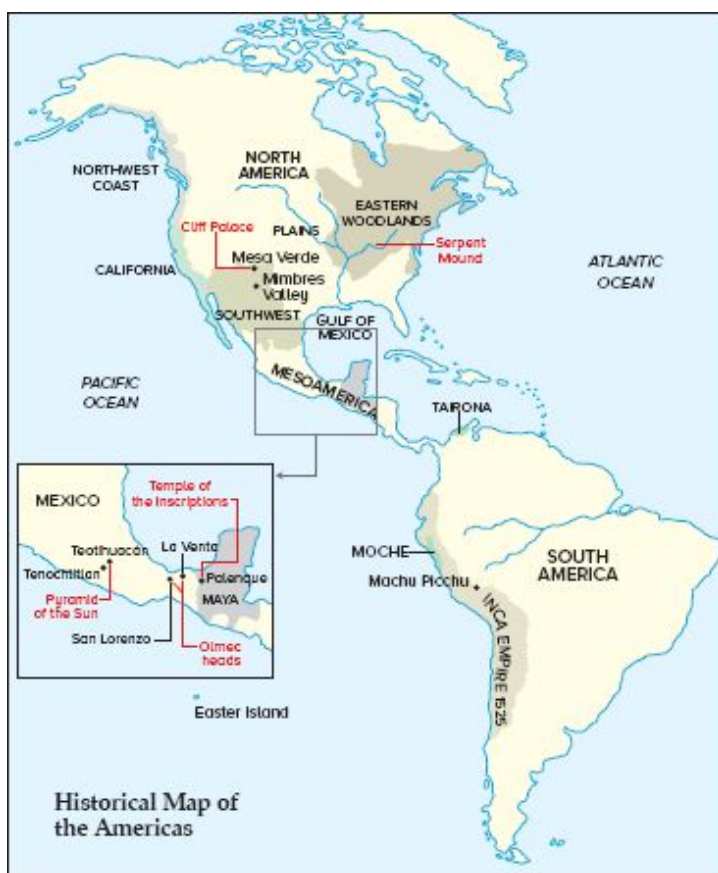 NORTHWEST
COAST
NORTH
AMERICA
EASTERN
WOODLANDS
PLAINS
Cliff Palace
Serpent
Mound
Mesa Verde
CALIFORNIA
Mimbres
Valley
ATLANTIC
OCEAN
SOUTHWEST
GULF OF
MEXICO
MESOAMERICA
PACIFIC
OCEAN
TAIRONA
MEXICO
Temple of
the Inscriptions
La Venta
Teotihuacán
Tenochtitlan
Palenque
Pyramid
of the Sun
MAYA
San Lorenzo
Olmec
heads
MOCHE
SOUTH
AMERICA
Machu Picchu
INCA EMPIRE 1525
Easter Island
Historical Map of
the Americas